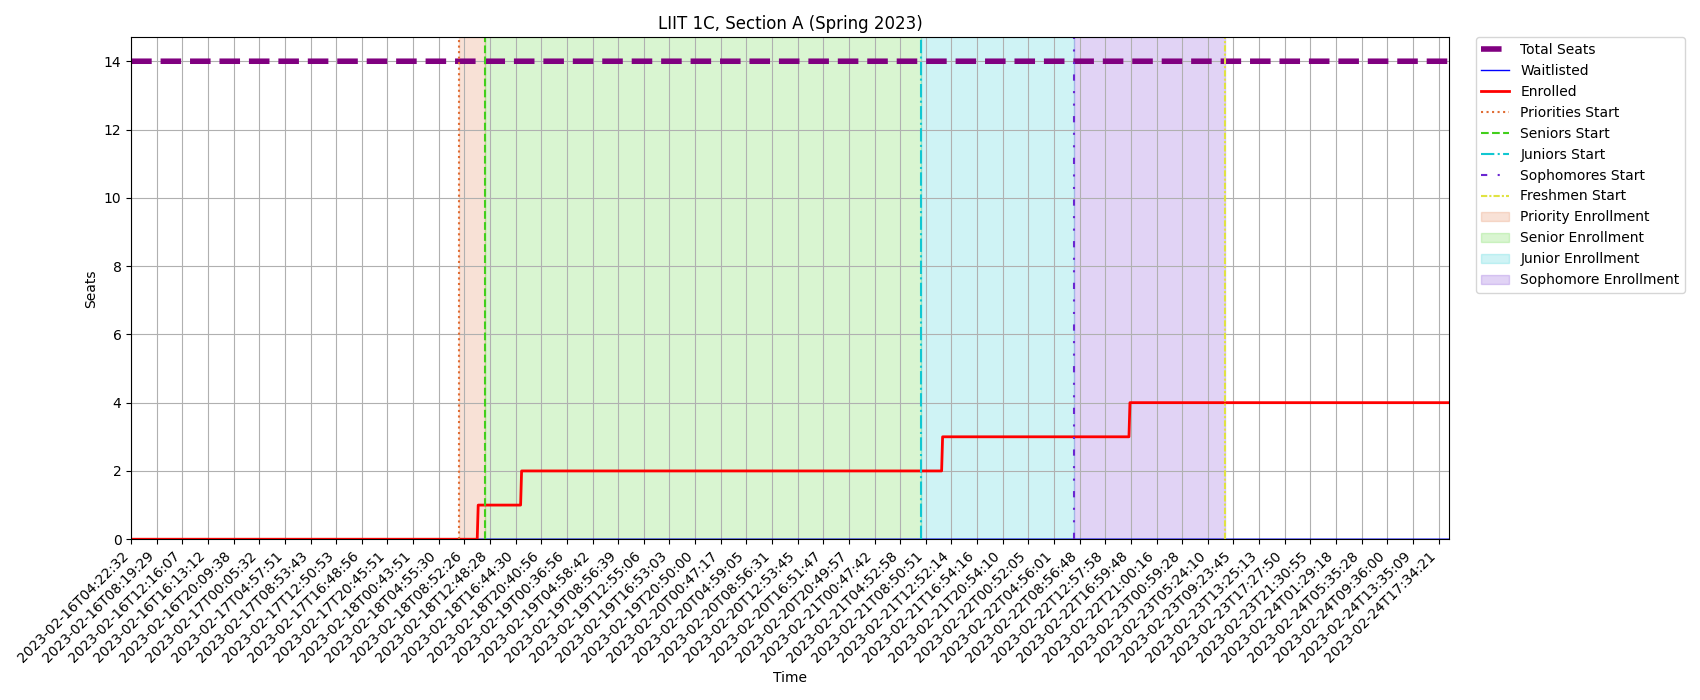 LIIT 1C, Section A (Spring 2023)
Total Seats
Waitlisted
Enrolled
Priorities Start
Seniors Start
Juniors Start
Sophomores Start
Freshmen Start
Priority Enrollment
Senior Enrollment
Junior Enrollment
Sophomore Enrollment
Seats
14
12
10
8
6
4
2
0
2023-02-16T04:22:32
2023-02-16T08:19:29
2023-02-16T12:16:07
2023-02-16T16:13:12
2023-02-16T20:09:38
2023-02-17T00:05:32
2023-02-17T04:57:51
2023-02-17T08:53:43
2023-02-17T12:50:53
2023-02-17T16:48:56
2023-02-17T20:45:51
2023-02-18T00:43:51
2023-02-18T04:55:30
2023-02-18T08:52:26
2023-02-18T12:48:28
2023-02-18T16:44:30
2023-02-18T20:40:56
2023-02-19T00:36:56
2023-02-19T04:58:42
2023-02-19T08:56:39
2023-02-19T12:55:06
2023-02-19T16:53:03
2023-02-19T20:50:00
2023-02-20T00:47:17
2023-02-20T04:59:05
2023-02-20T08:56:31
2023-02-20T12:53:45
2023-02-20T16:51:47
2023-02-20T20:49:57
2023-02-21T00:47:42
2023-02-21T04:52:58
2023-02-21T08:50:51
2023-02-21T12:52:14
2023-02-21T16:54:16
2023-02-21T20:54:10
2023-02-22T00:52:05
2023-02-22T04:56:01
2023-02-22T08:56:48
2023-02-22T12:57:58
2023-02-22T16:59:48
2023-02-22T21:00:16
2023-02-23T00:59:28
2023-02-23T05:24:10
2023-02-23T09:23:45
2023-02-23T13:25:13
2023-02-23T17:27:50
2023-02-23T21:30:55
2023-02-24T01:29:18
2023-02-24T05:35:28
2023-02-24T09:36:00
2023-02-24T13:35:09
2023-02-24T17:34:21
Time